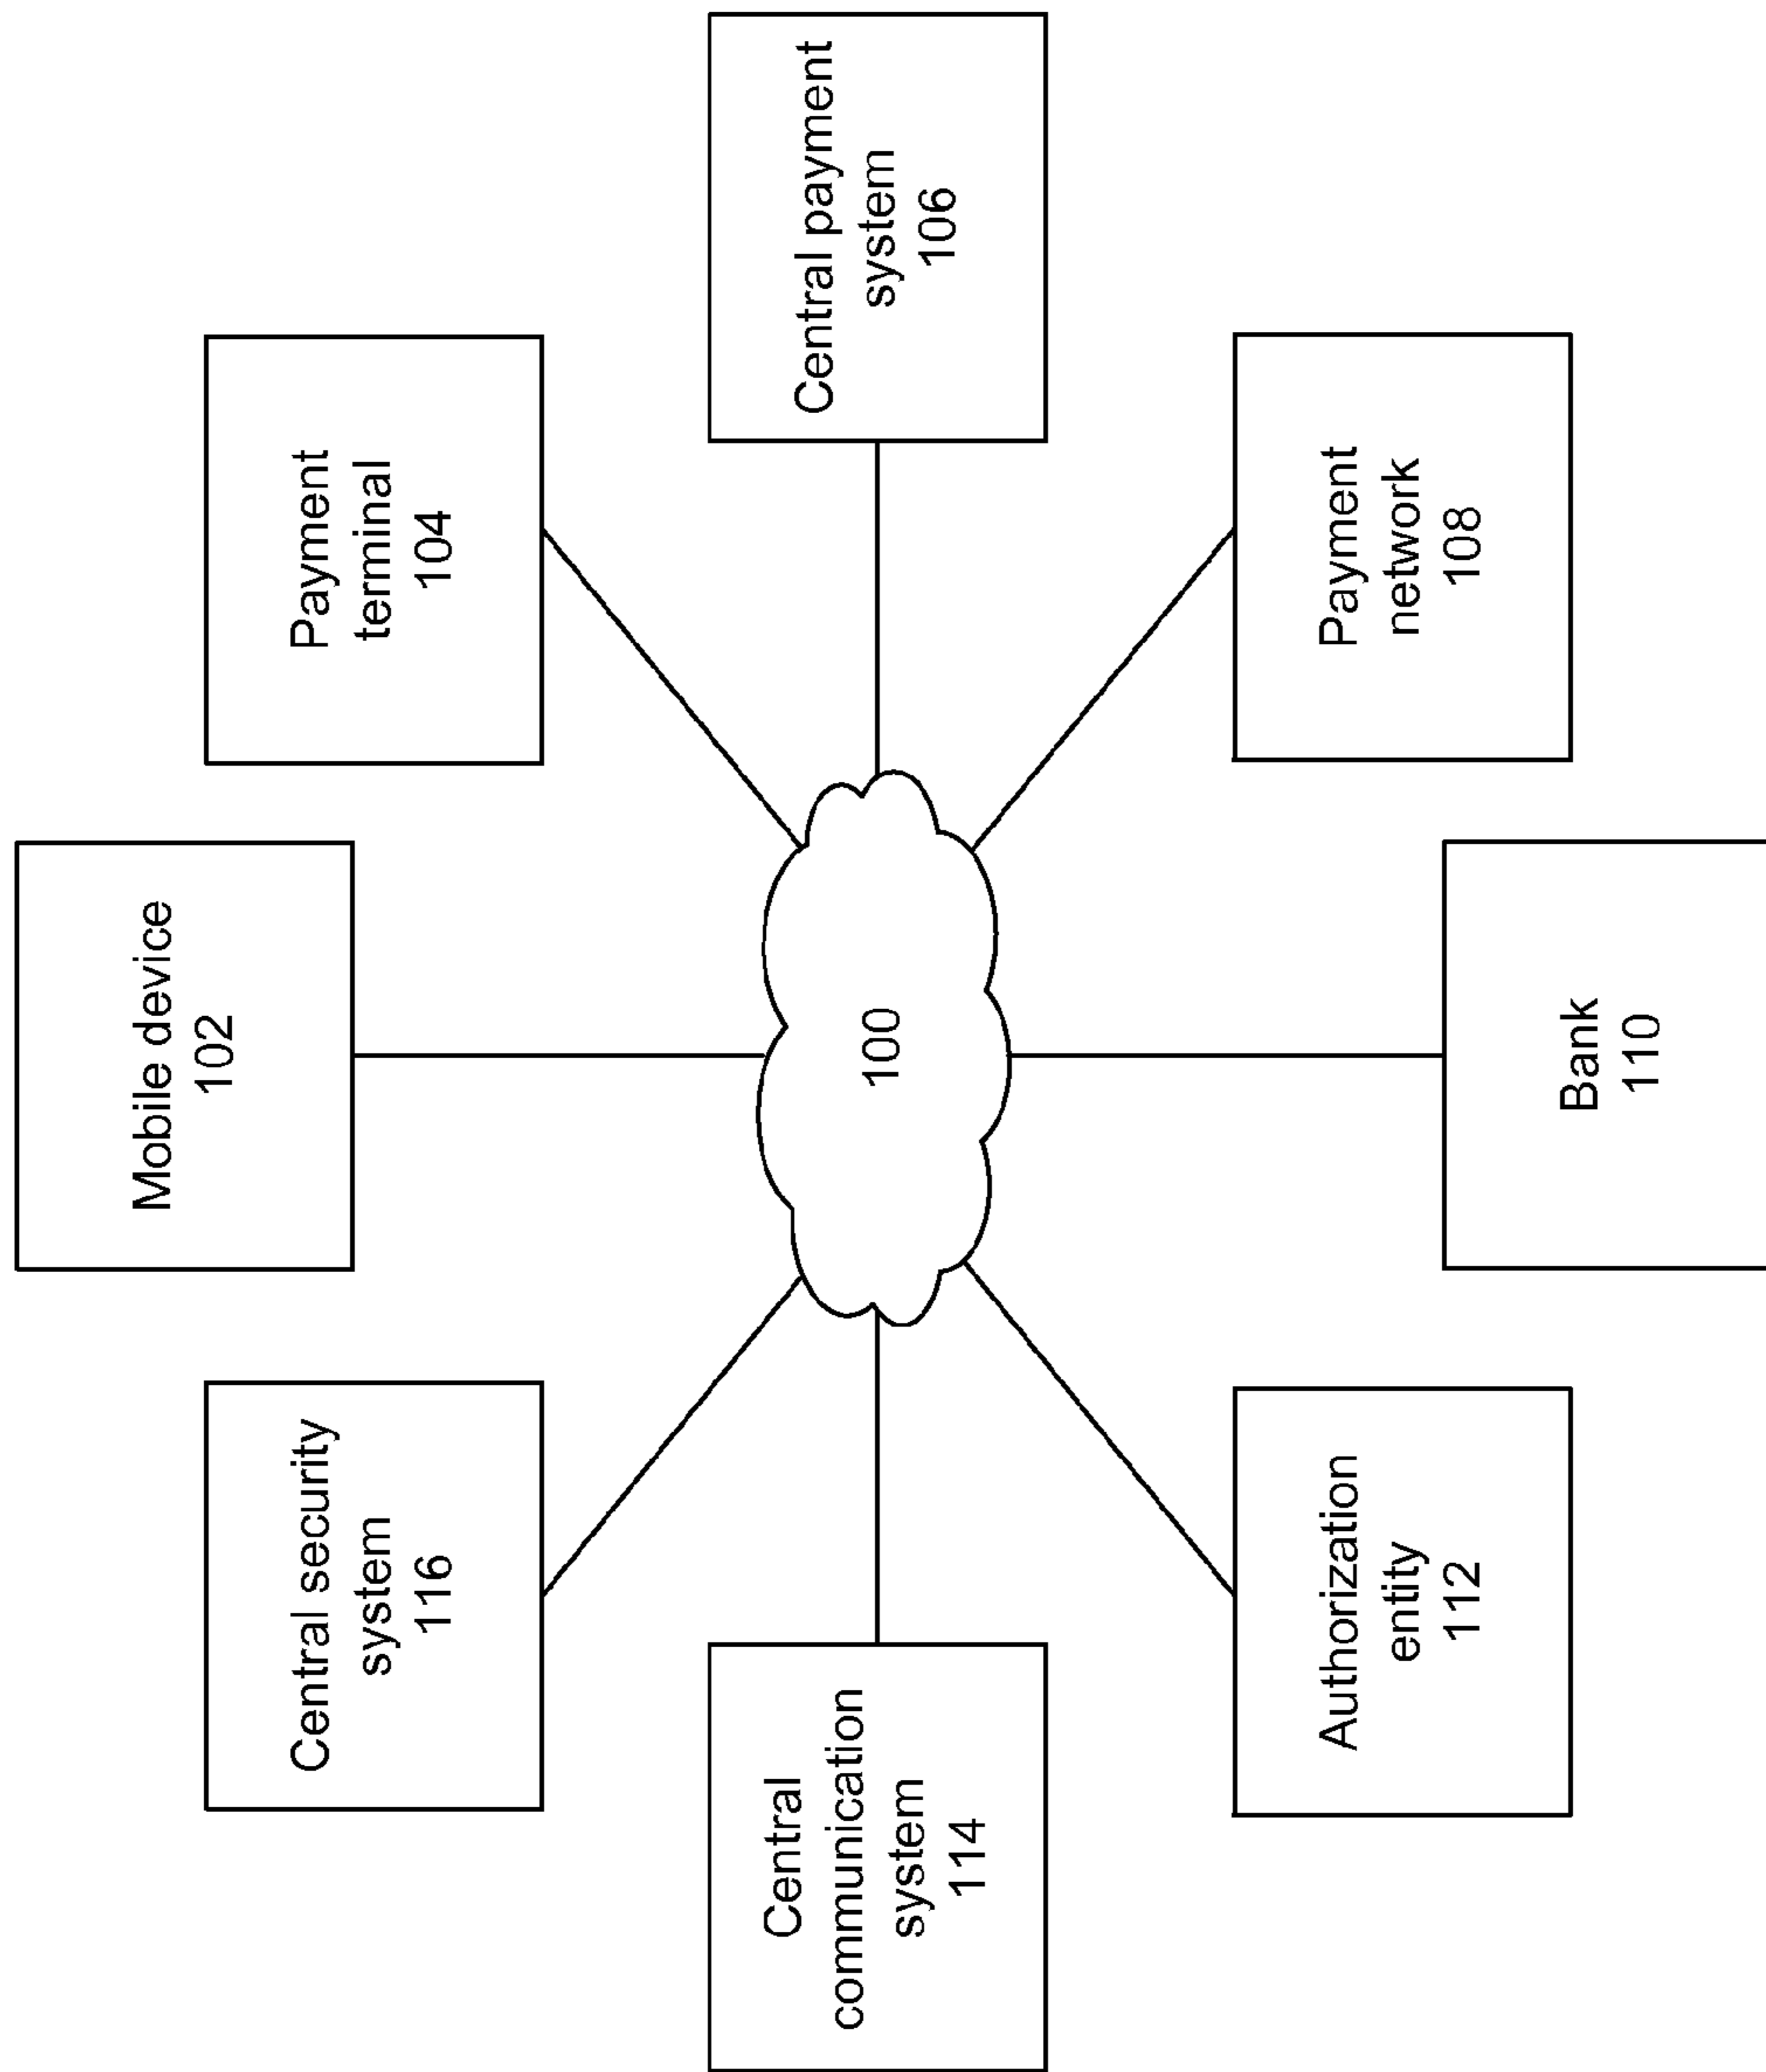 Mobile device
102
Payment
terminal
104
Central payment
system
106
Payment
network
108
Bank
110
Authorization
entity
112
Central
communication
system
114
Central security
system
116
100